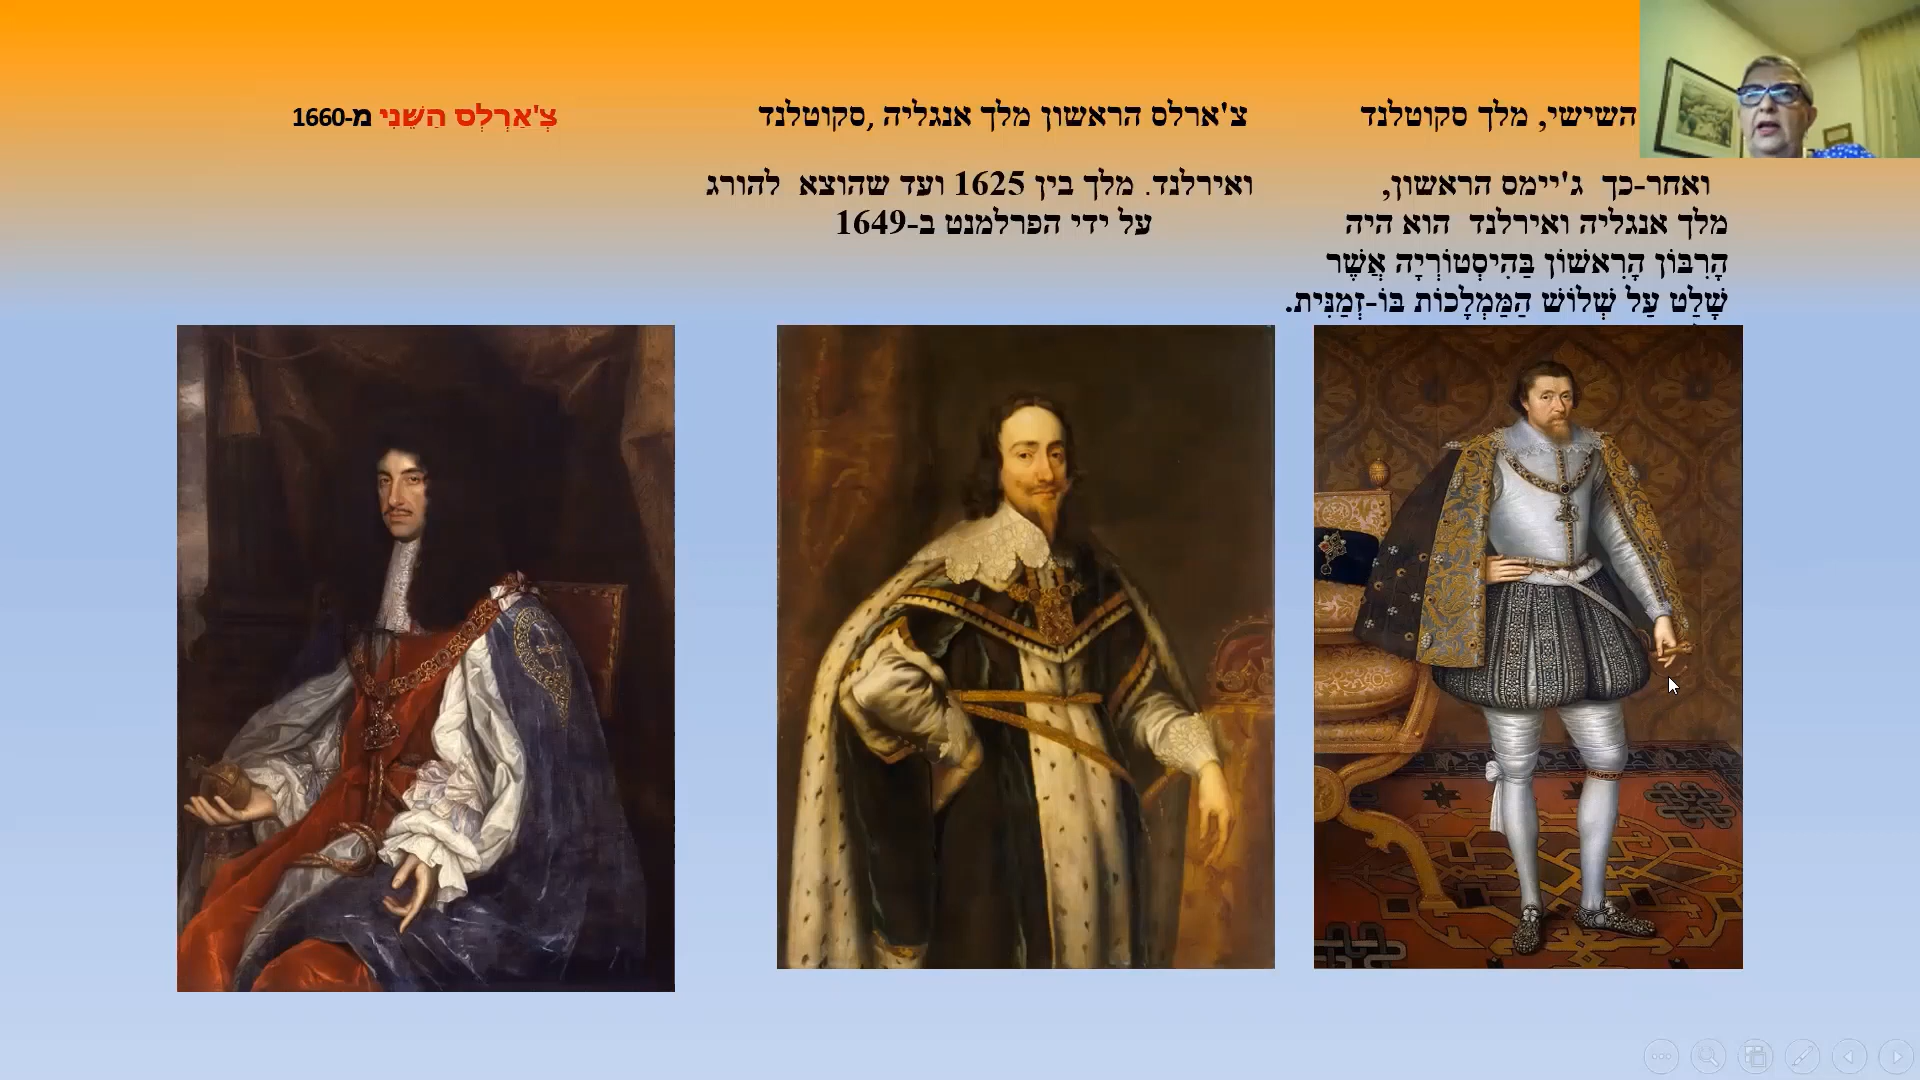 השישי, מלך סקוטלנד
ואחר-כך ג'יימס הראשון,
מלך אנגליה ואירלנד הוא היה
הָרִבּוֹן הָרִאשׁוֹן בַּהִיסְטוֹרְיָה אֲשֶׁר
שָׁלַט עַל שְׁלוֹשׁ הַמַּמְלָכוֹת בּוֹ-זְמַנִּית.
צ'ארלס הראשון מלך אנגליה ,סקוטלנד
ואירלנד. מלך בין 1625 ועד שהוצא להורג
על ידי הפרלמנט ב-1649
צְ'אַרְלְס הַשֵּׁנִי מ-1660